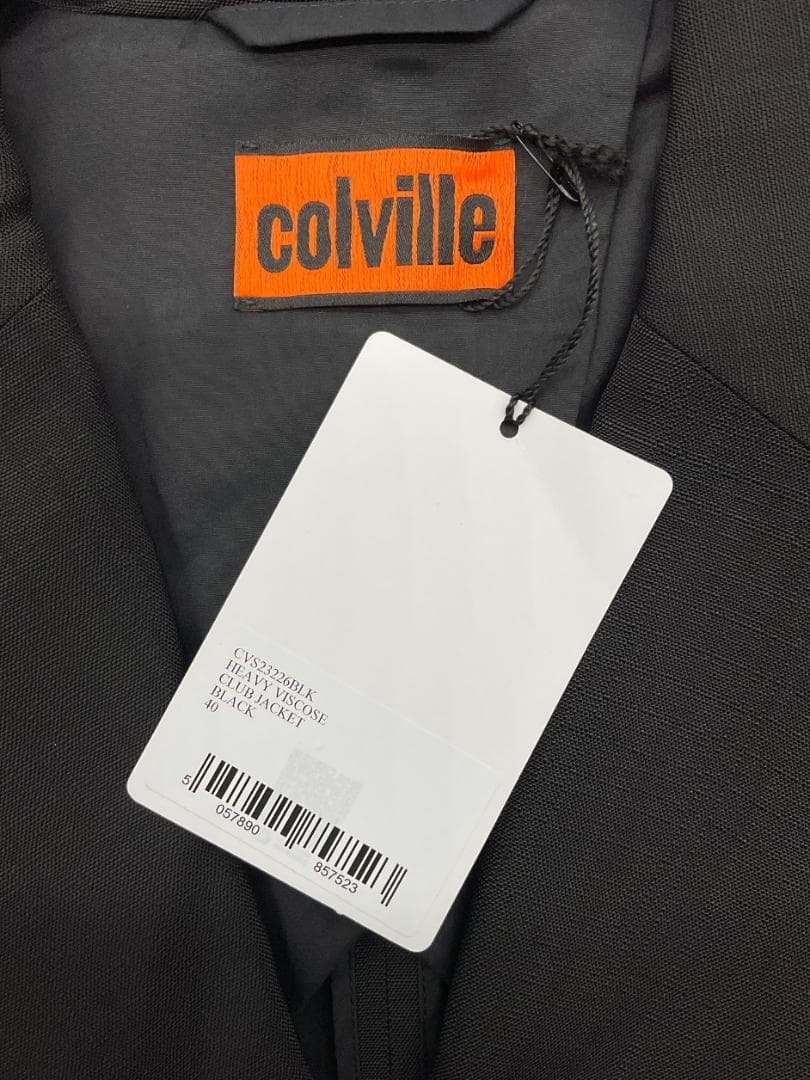 colville
CVS23226BLK
HEAVY VISCOSE
CLUB JACKET
BLACK
40
5 057890 857523